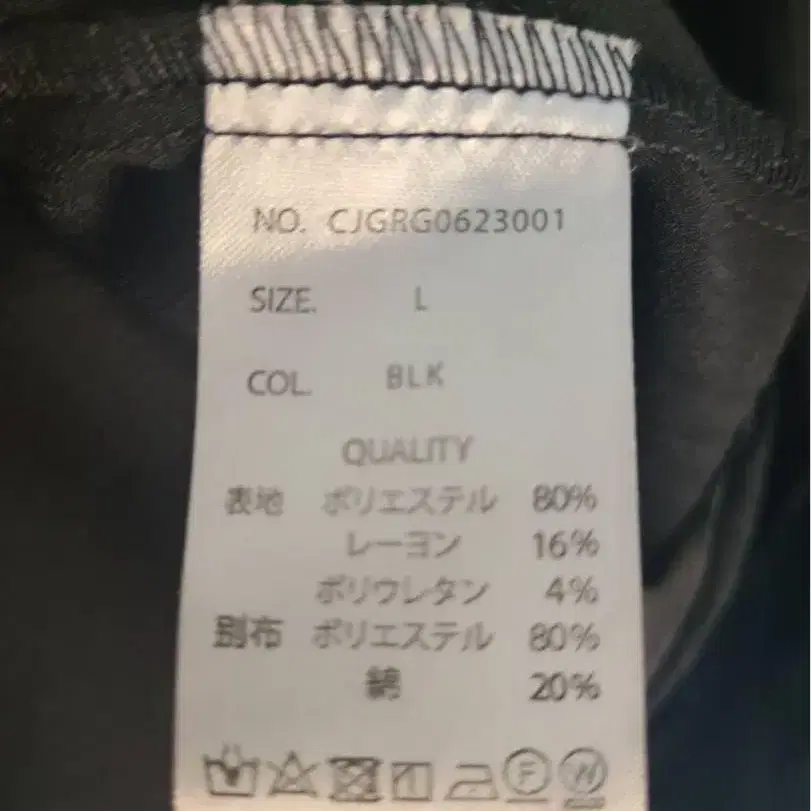 NO. CJGRG0623001
SIZE. L
COL. BLK
QUALITY
表地 ポリエステル 80%
レーヨン 16%
ポリウレタン 4%
別布 ポリエステル 80%
綿 20%
F W